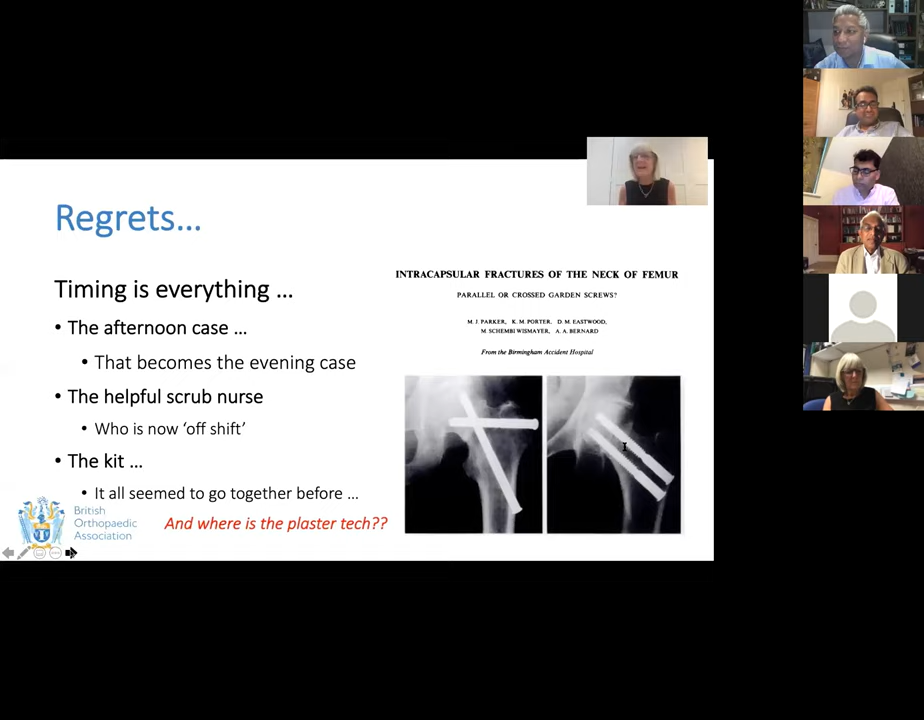 Regrets...
Timing is everything ...
• The afternoon case ...
• That becomes the evening case
• The helpful scrub nurse
• Who is now ‘off shift’
• The kit ...
• It all seemed to go together before ...
And where is the plaster tech??
British
Orthopaedic
Association
INTRACAPSULAR FRACTURES OF THE NECK OF FEMUR
PARALLEL OR CROSSED GARDEN SCREWS?
M. J. PARKER, K. M. PORTER, D. M. EASTWOOD,
M. SCHEMBI WISMAYER, A. A. BERNARD
From the Birmingham Accident Hospital